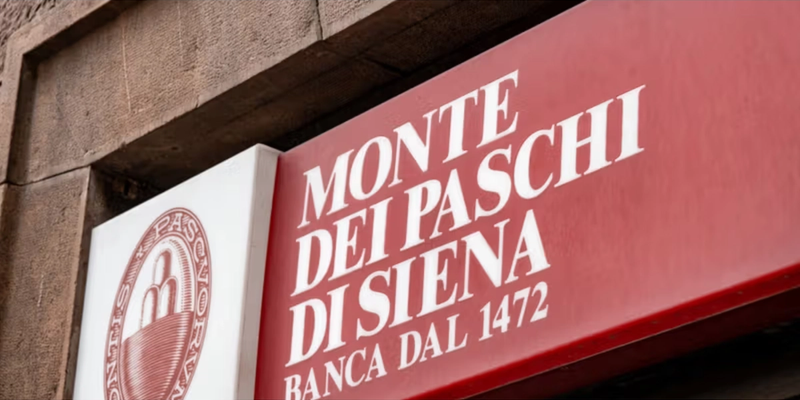 MONTE
DEI PASCHI
DI SIENA
BANCA DAL 1472